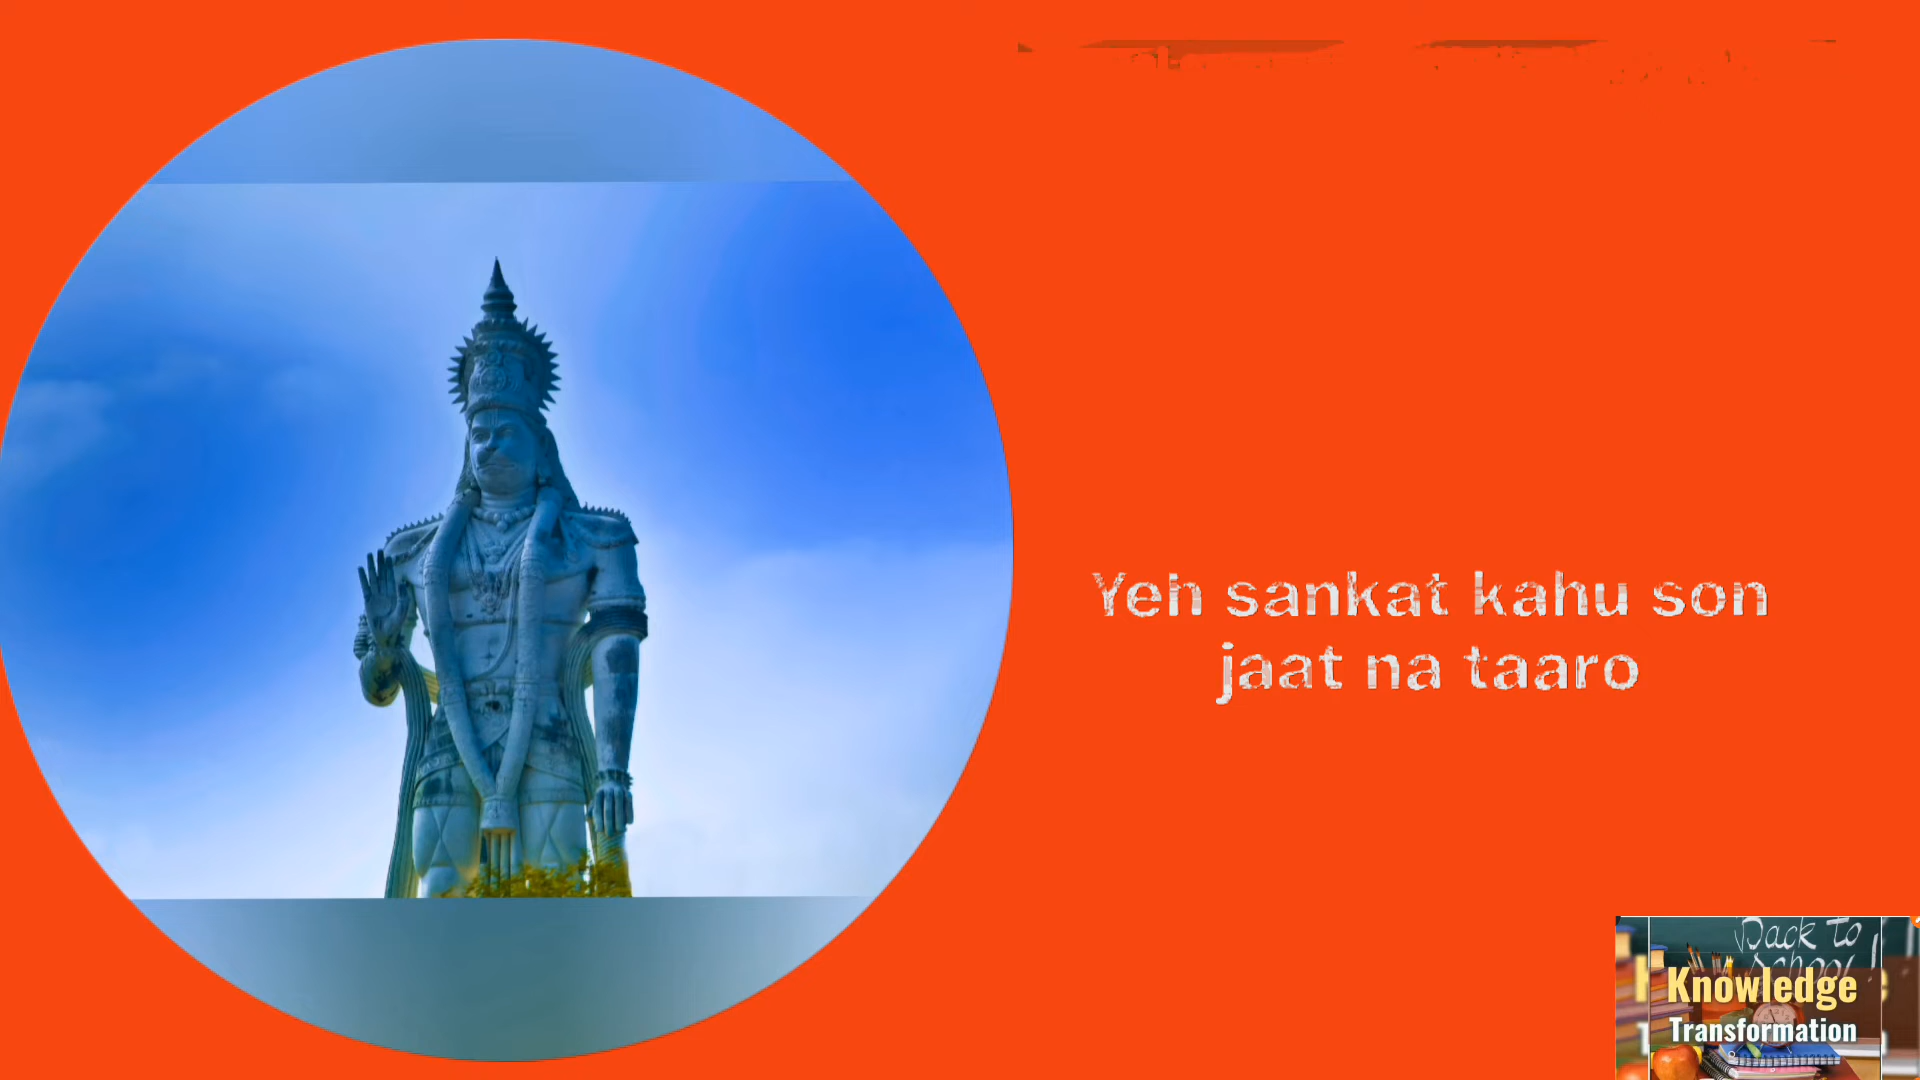 Yeh sankat kahu son
jaat na taaro
Back to
School!
Knowledge
Transformation